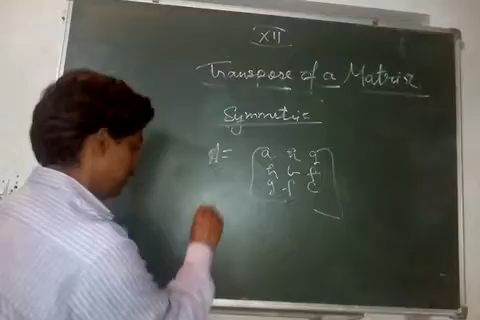 XII
Transpose of a Matrix
Symmetric
A =
a h g
h b f
g f c